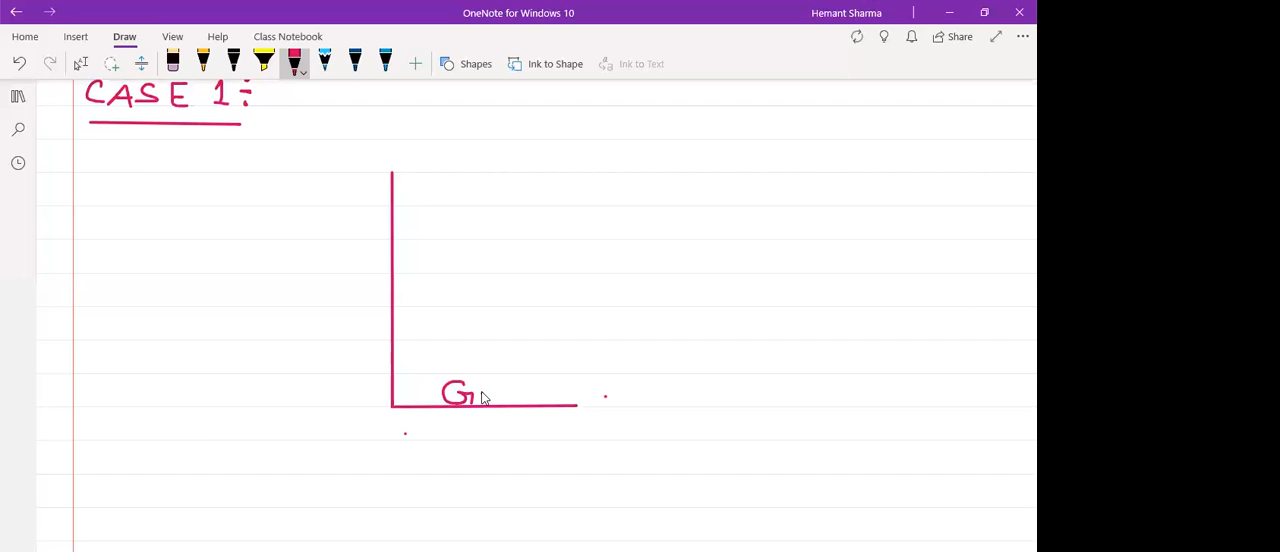 OneNote for Windows 10
Hemant Sharma
Home Insert Draw View Help Class Notebook
Share
Shapes Ink to Shape Ink to Text
CASE 1:
G